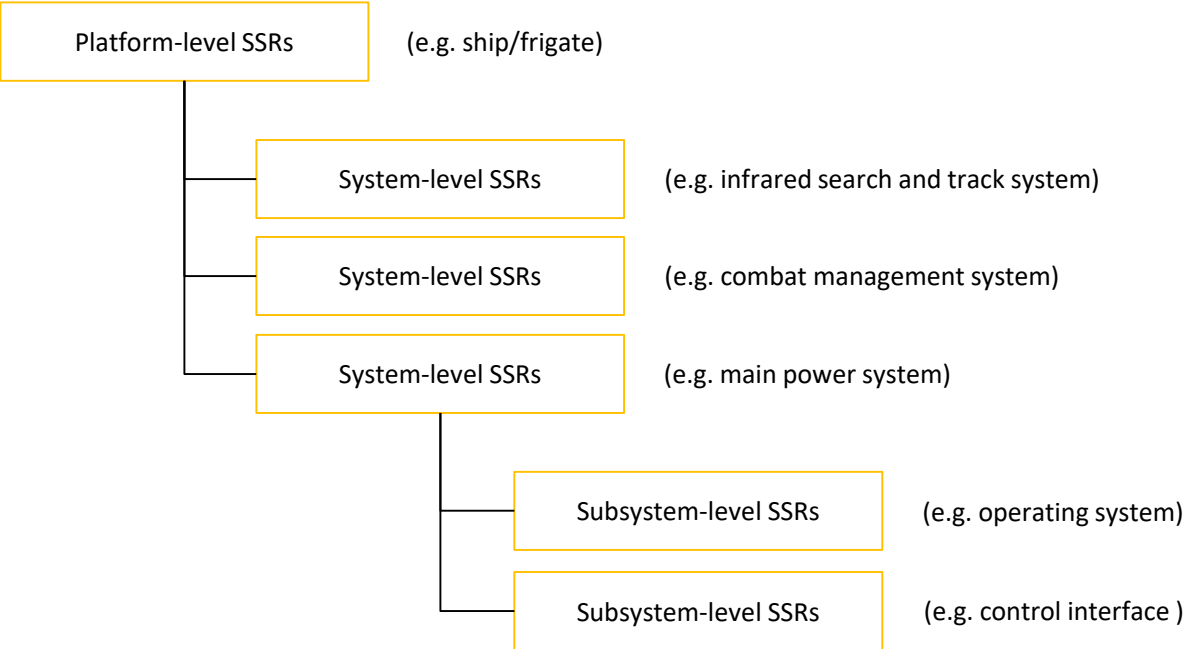 Platform-level SSRs (e.g. ship/frigate)
System-level SSRs (e.g. infrared search and track system)
System-level SSRs (e.g. combat management system)
System-level SSRs (e.g. main power system)
Subsystem-level SSRs (e.g. operating system)
Subsystem-level SSRs (e.g. control interface )